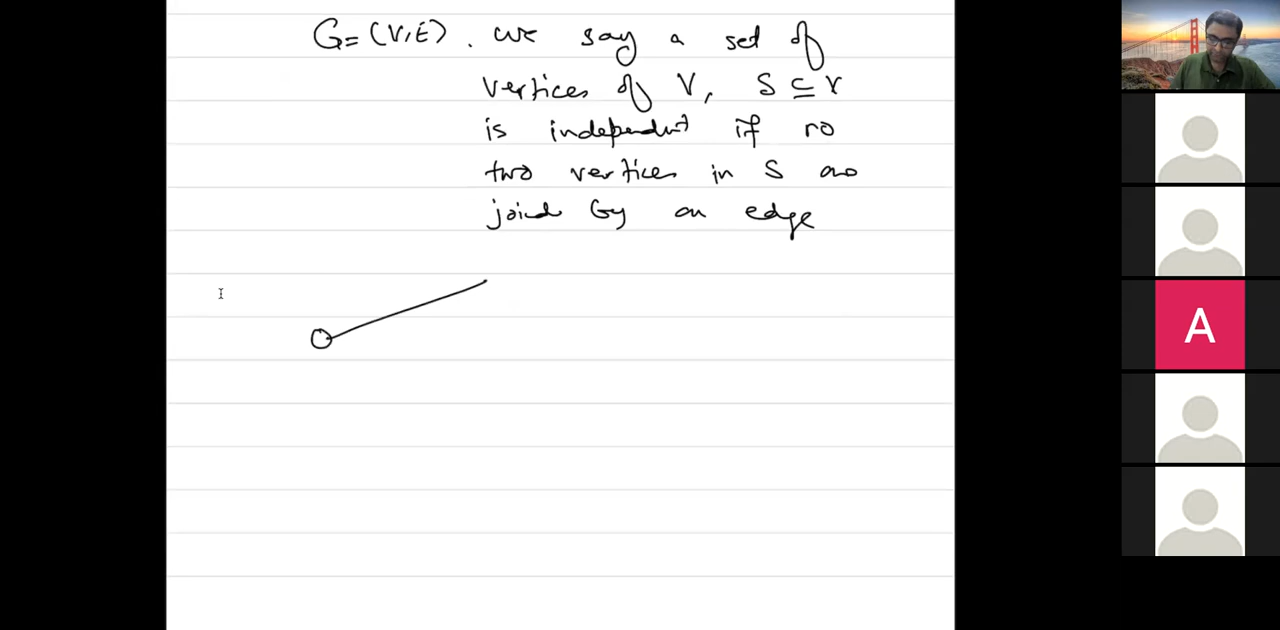 G=(V,E). we say a set of
vertices of V, S ⊆ V
is independent if no
two vertices in S are
joined by an edge
A